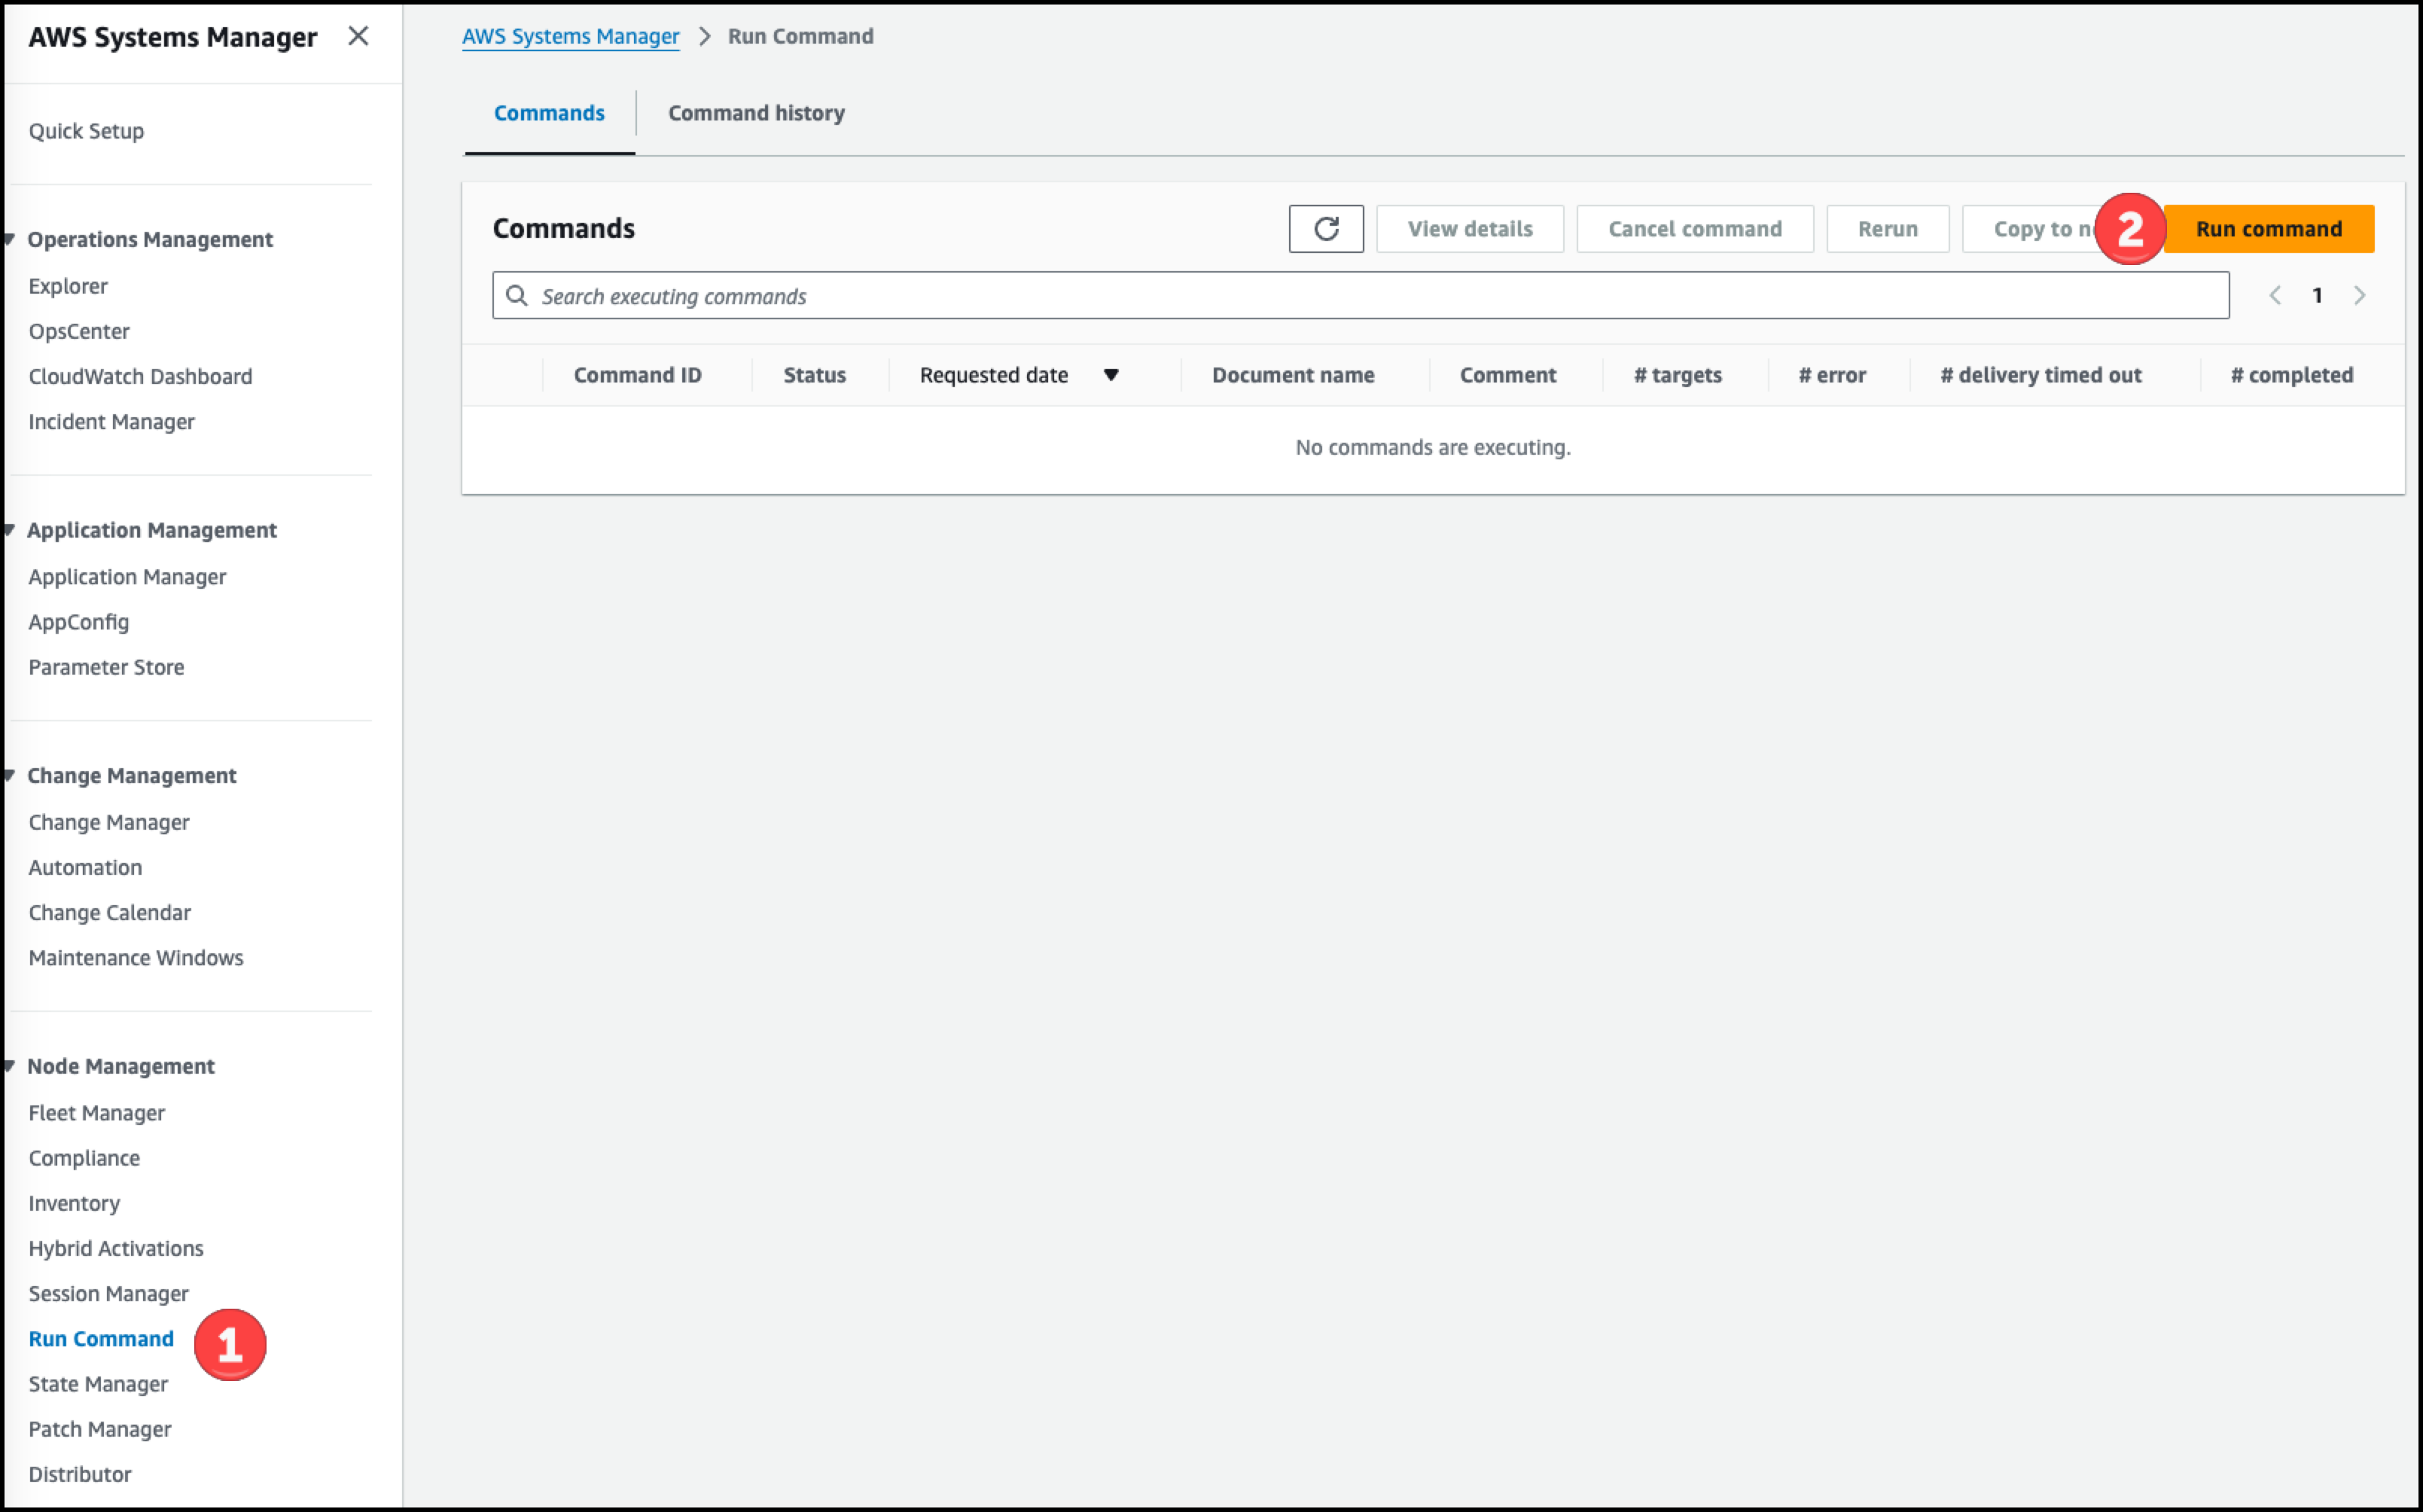 AWS Systems Manager
Quick Setup
Operations Management
Explorer
OpsCenter
CloudWatch Dashboard
Incident Manager
Application Management
Application Manager
AppConfig
Parameter Store
Change Management
Change Manager
Automation
Change Calendar
Maintenance Windows
Node Management
Fleet Manager
Compliance
Inventory
Hybrid Activations
Session Manager
Run Command 1
State Manager
Patch Manager
Distributor
AWS Systems Manager > Run Command
Commands Command history
Commands View details Cancel command Rerun Copy to n 2 Run command
Search executing commands 1
Command ID Status Requested date Document name Comment # targets # error # delivery timed out # completed
No commands are executing.